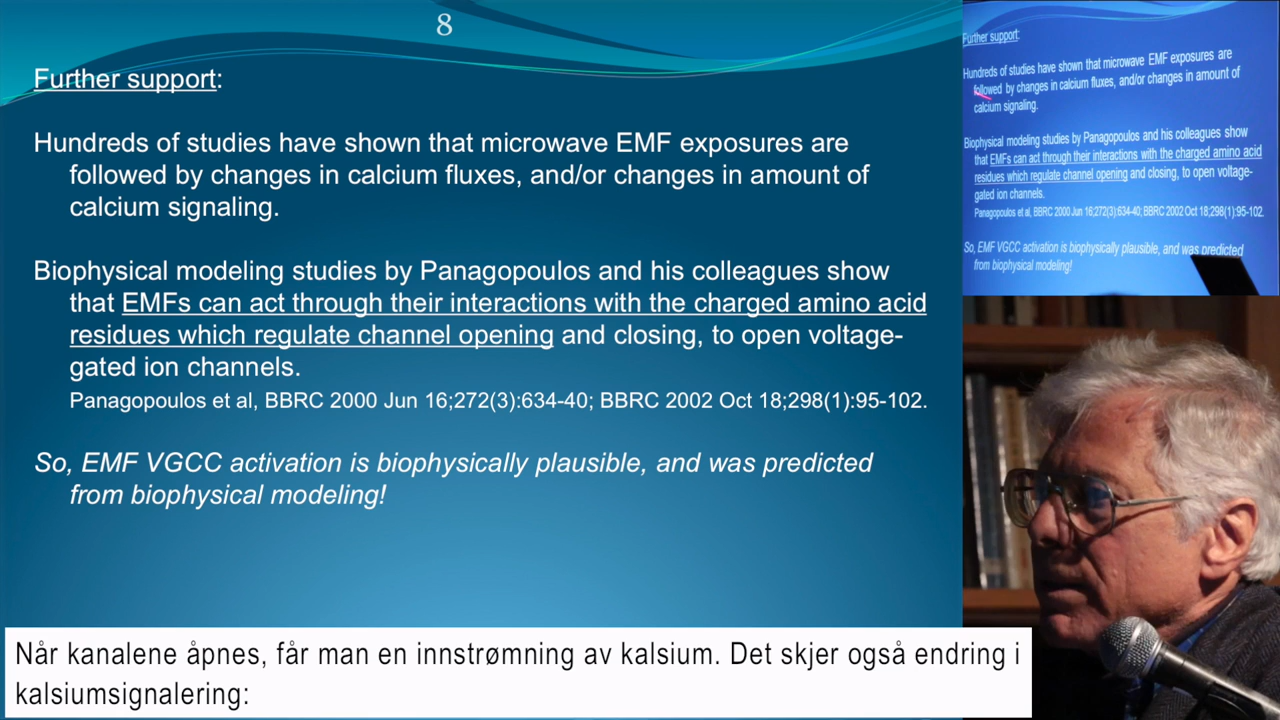 8
Further support:
Hundreds of studies have shown that microwave EMF exposures are
followed by changes in calcium fluxes, and/or changes in amount of
calcium signaling.
Biophysical modeling studies by Panagopoulos and his colleagues show
that EMFs can act through their interactions with the charged amino acid
residues which regulate channel opening and closing, to open voltage-
gated ion channels.
Panagopoulos et al, BBRC 2000 Jun 16;272(3):634-40; BBRC 2002 Oct 18;298(1):95-102.
So, EMF VGCC activation is biophysically plausible, and was predicted
from biophysical modeling!
Further support:
Hundreds of studies have shown that microwave EMF exposures are
followed by changes in calcium fluxes, and/or changes in amount of
calcium signaling.
Biophysical modeling studies by Panagopoulos and his colleagues show
that EMFs can act through their interactions with the charged amino acid
residues which regulate channel opening and closing, to open voltage-
gated ion channels.
Panagopoulos et al, BBRC 2000 Jun 16;272(3):634-40; BBRC 2002 Oct 18;298(1):95-102.
So, EMF VGCC activation is biophysically plausible, and was predicted
from biophysical modeling!
Når kanalene åpnes, får man en innstrømning av kalsium. Det skjer også endring i
kalsiumsignalering: